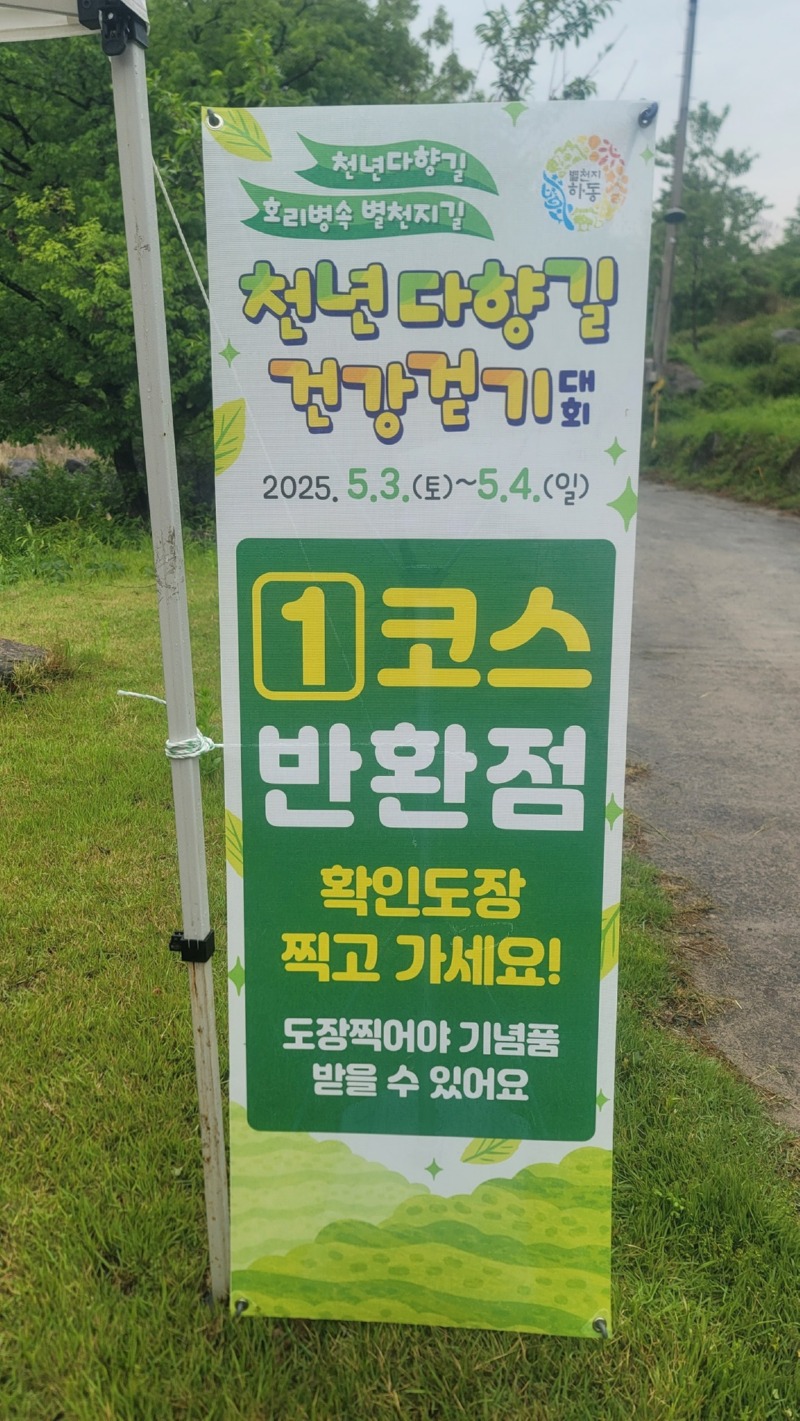 천년다향길
호리병속 별천지길
별천지
하동
천년다향길
건강걷기대회
2025. 5.3.(토)~5.4.(일)
1코스
반환점
확인도장
찍고 가세요!
도장찍어야 기념품
받을 수 있어요